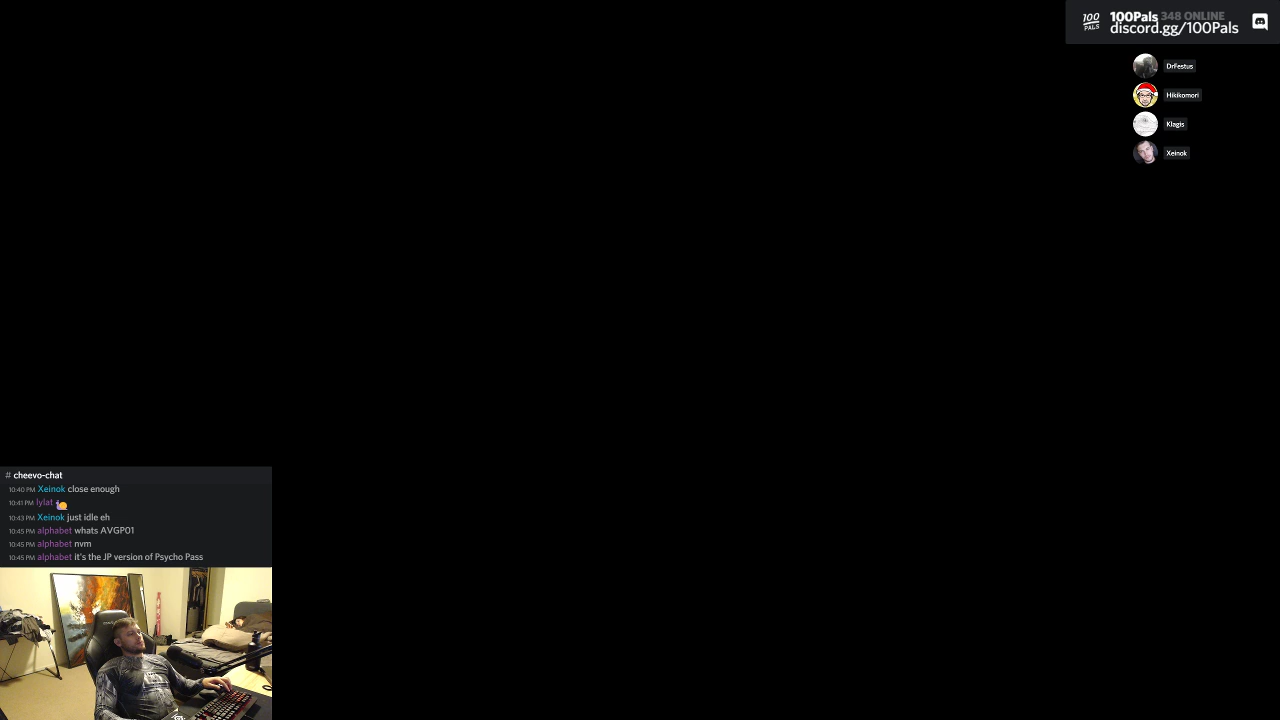 100
PALS
100Pals 348 ONLINE
discord.gg/100Pals
DrFestus
Hikikomori
Klagis
Xeinok
# cheevo-chat
10:40 PM Xeinok close enough
10:41 PM lylat
10:43 PM Xeinok just idle eh
10:45 PM alphabet whats AVGP01
10:45 PM alphabet nvm
10:45 PM alphabet it's the JP version of Psycho Pass